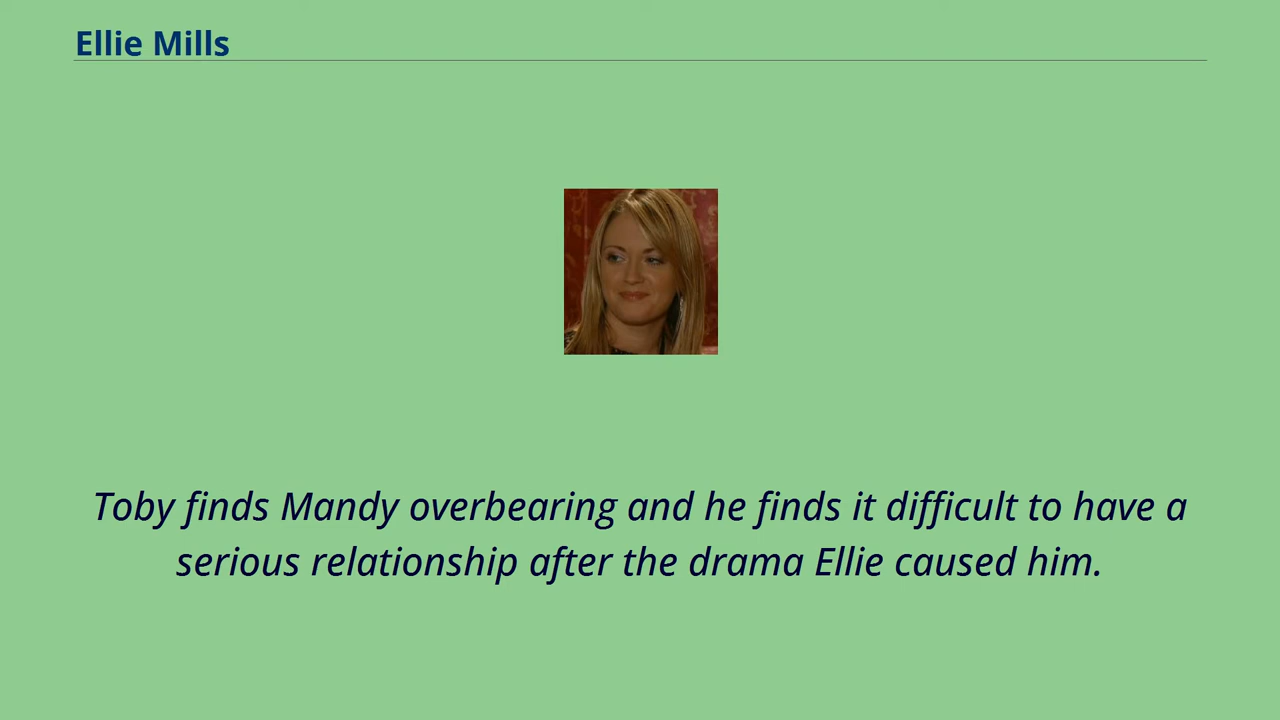 Ellie Mills
Toby finds Mandy overbearing and he finds it difficult to have a
serious relationship after the drama Ellie caused him.